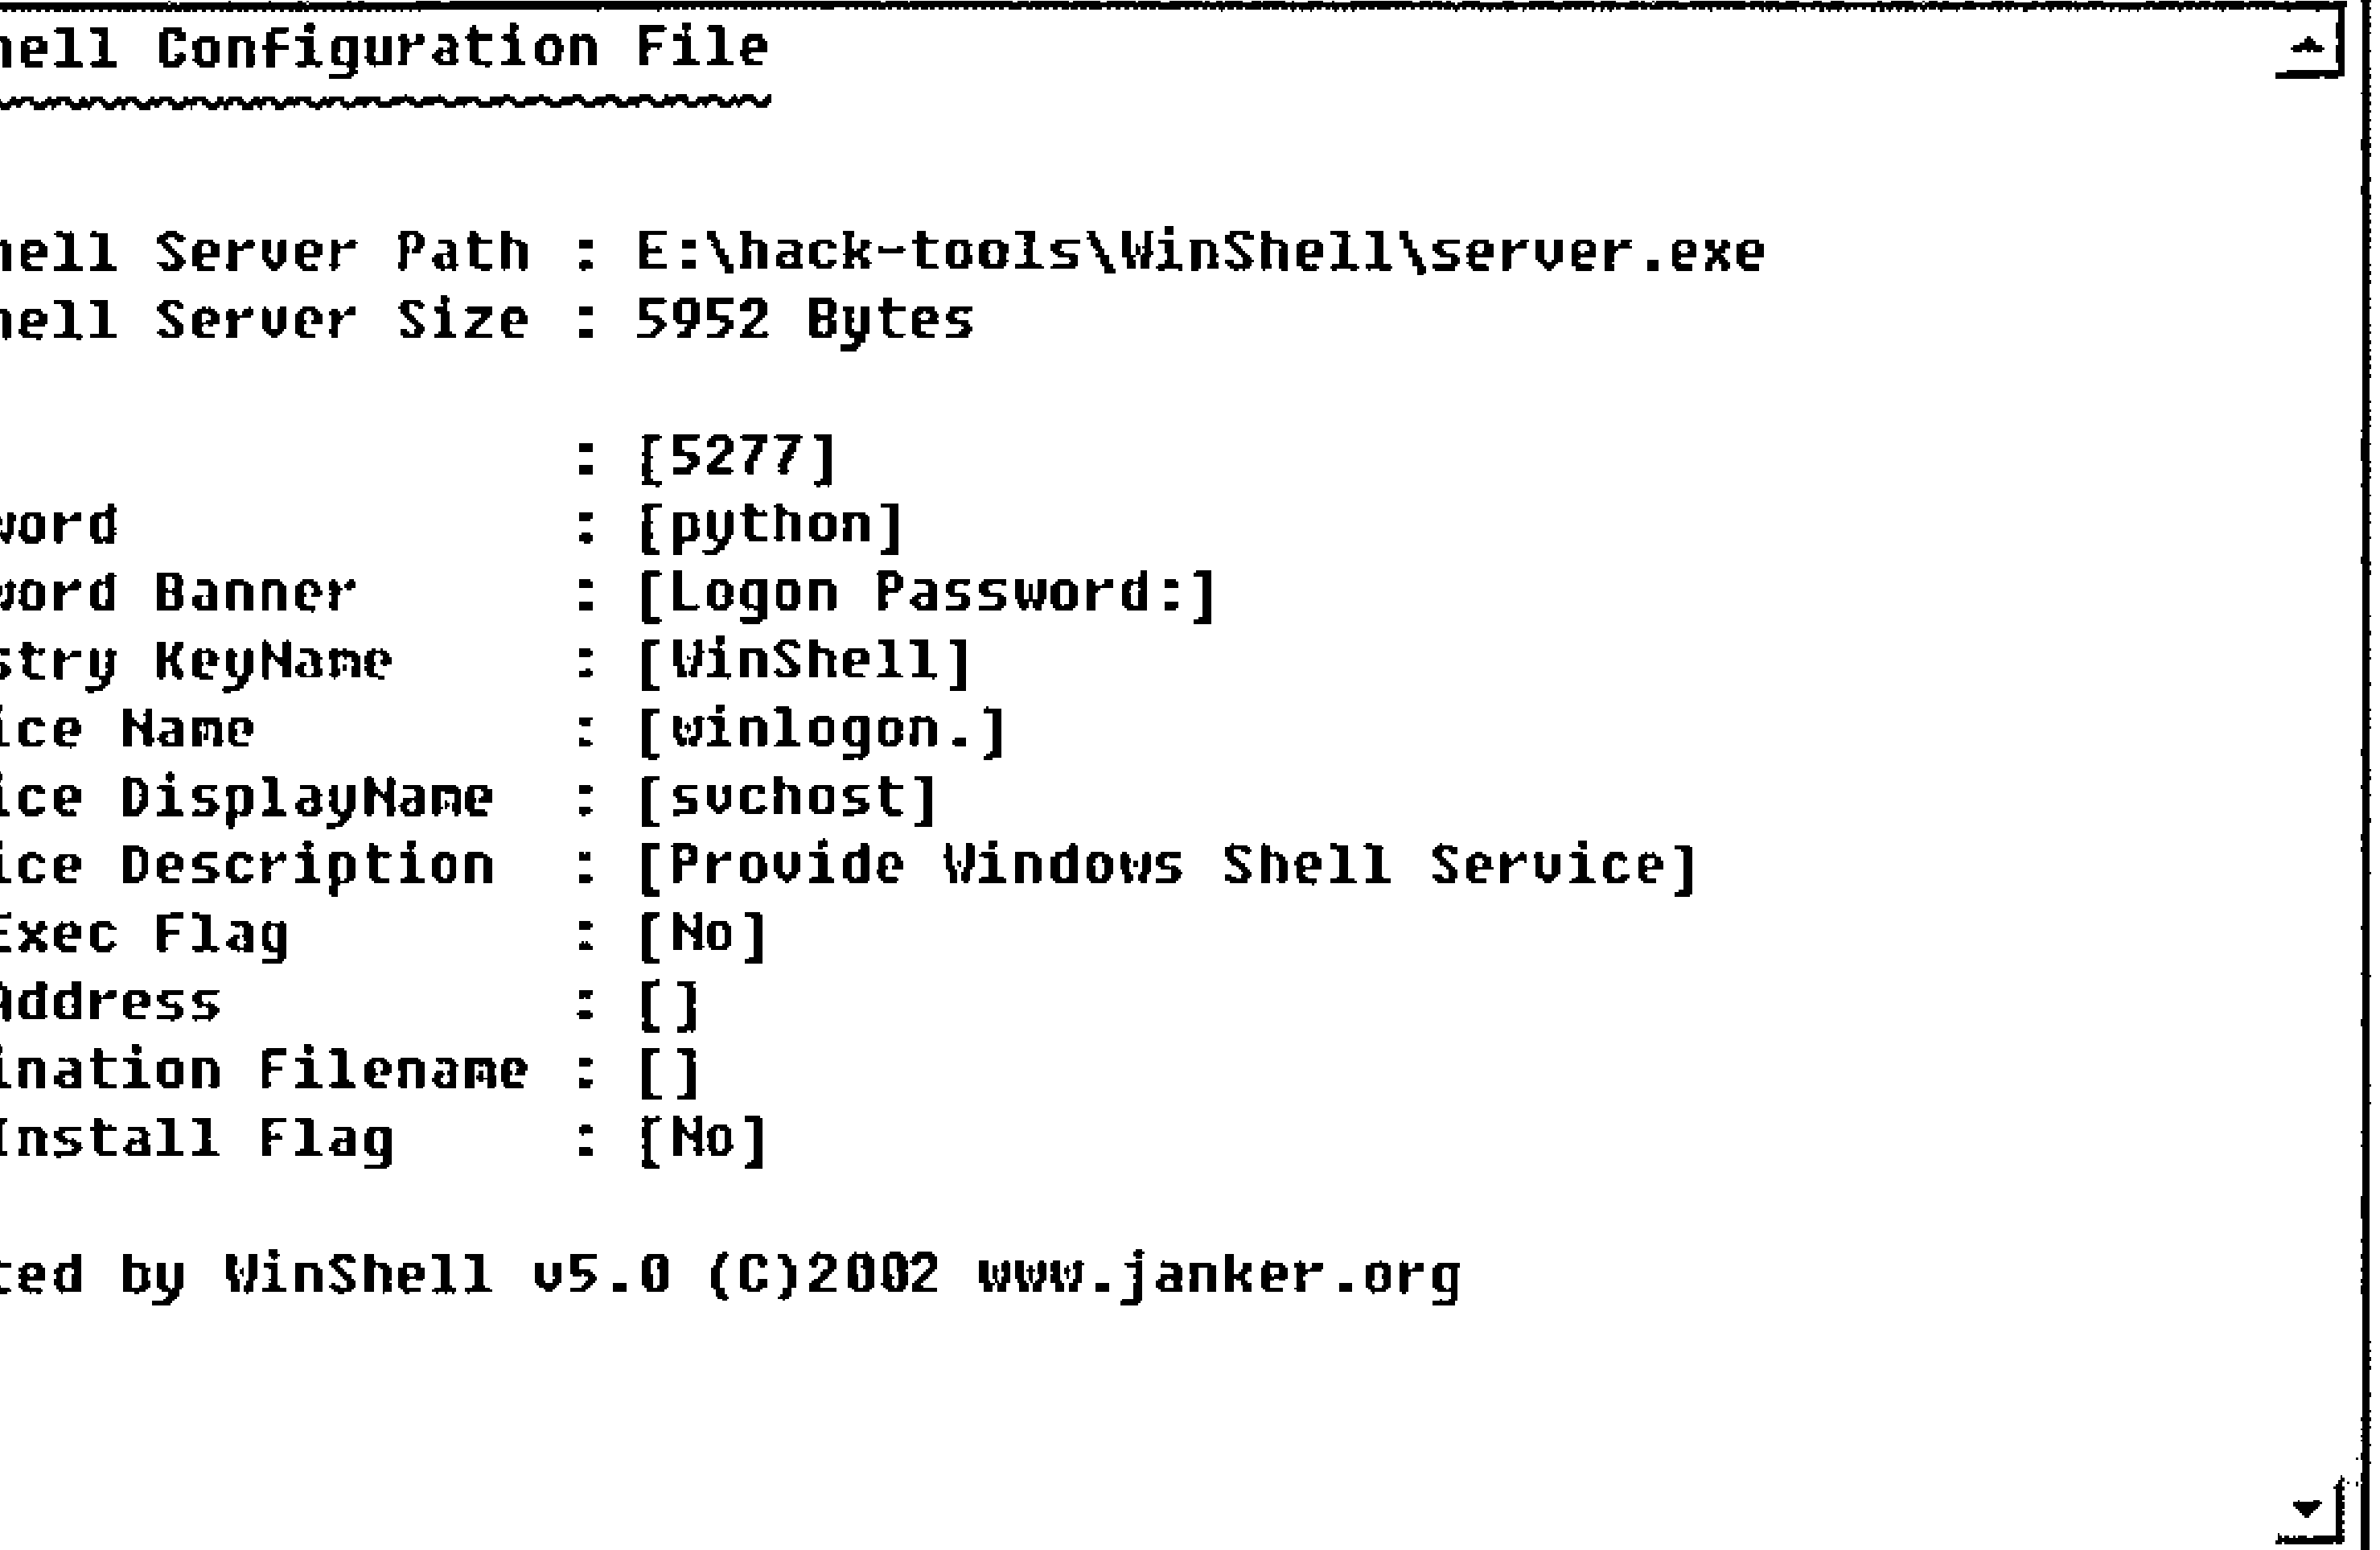 hell Configuration File
hell Server Path : E:\hack-tools\WinShell\server.exe
hell Server Size : 5952 Bytes
: [5277]
word : [python]
word Banner : [Logon Password:]
stry KeyName : [WinShell]
ice Name : [winlogon.]
ice DisplayName : [svchost]
ice Description : [Provide Windows Shell Service]
Exec Flag : [No]
Address : []
ination Filename : []
Install Flag : [No]
ted by WinShell v5.0 (C)2002 www.janker.org